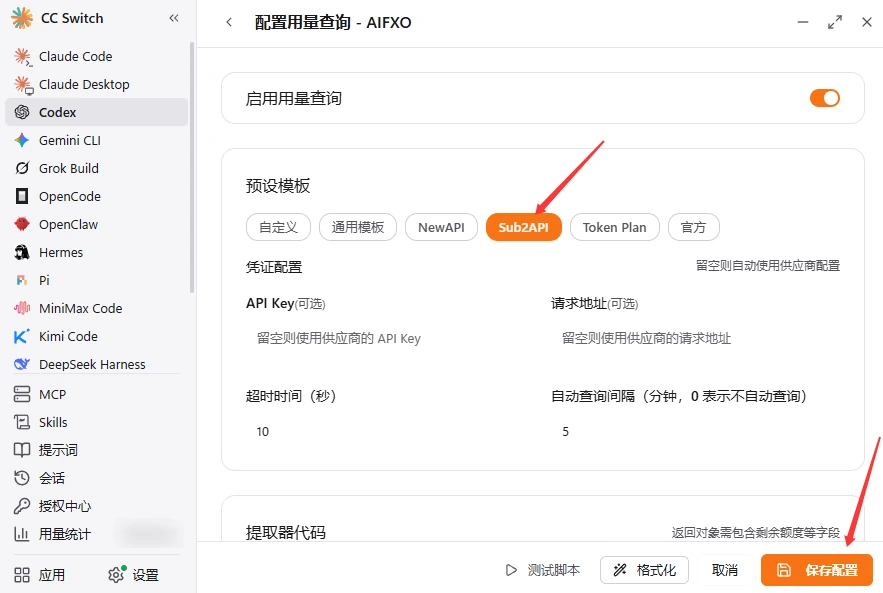 CC Switch
Claude Code
Claude Desktop
Codex
Gemini CLI
Grok Build
OpenCode
OpenClaw
Hermes
Pi
MiniMax Code
Kimi Code
DeepSeek Harness
MCP
Skills
提示词
会话
授权中心
用量统计
应用
设置
配置用量查询 - AIFXO
启用用量查询
预设模板
自定义 通用模板 NewAPI Sub2API Token Plan 官方
凭证配置 留空则自动使用供应商配置
API Key(可选) 请求地址(可选)
留空则使用供应商的 API Key 留空则使用供应商的请求地址
超时时间（秒） 自动查询间隔（分钟，0 表示不自动查询）
10 5
提取器代码 返回对象需包含剩余额度等字段
测试脚本 格式化 取消 保存配置